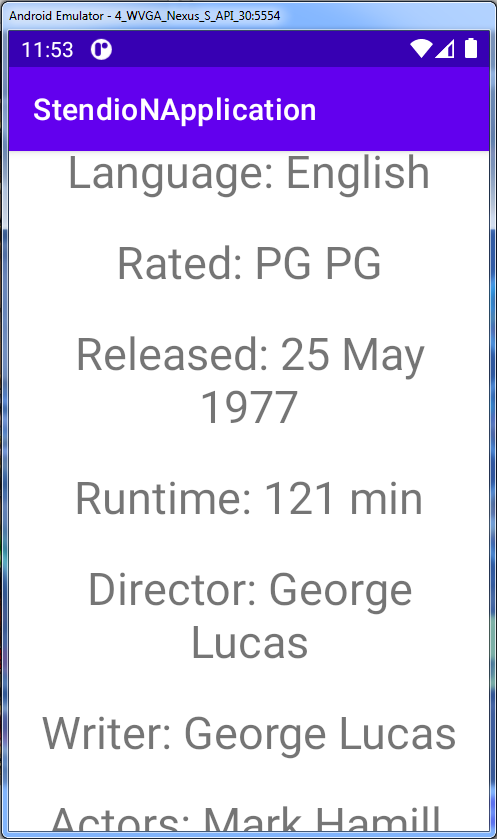 Android Emulator - 4_WVGA_Nexus_S_API_30:5554
11:53
StendioNApplication
Language: English
Rated: PG PG
Released: 25 May
1977
Runtime: 121 min
Director: George
Lucas
Writer: George Lucas
Actors: Mark Hamill,